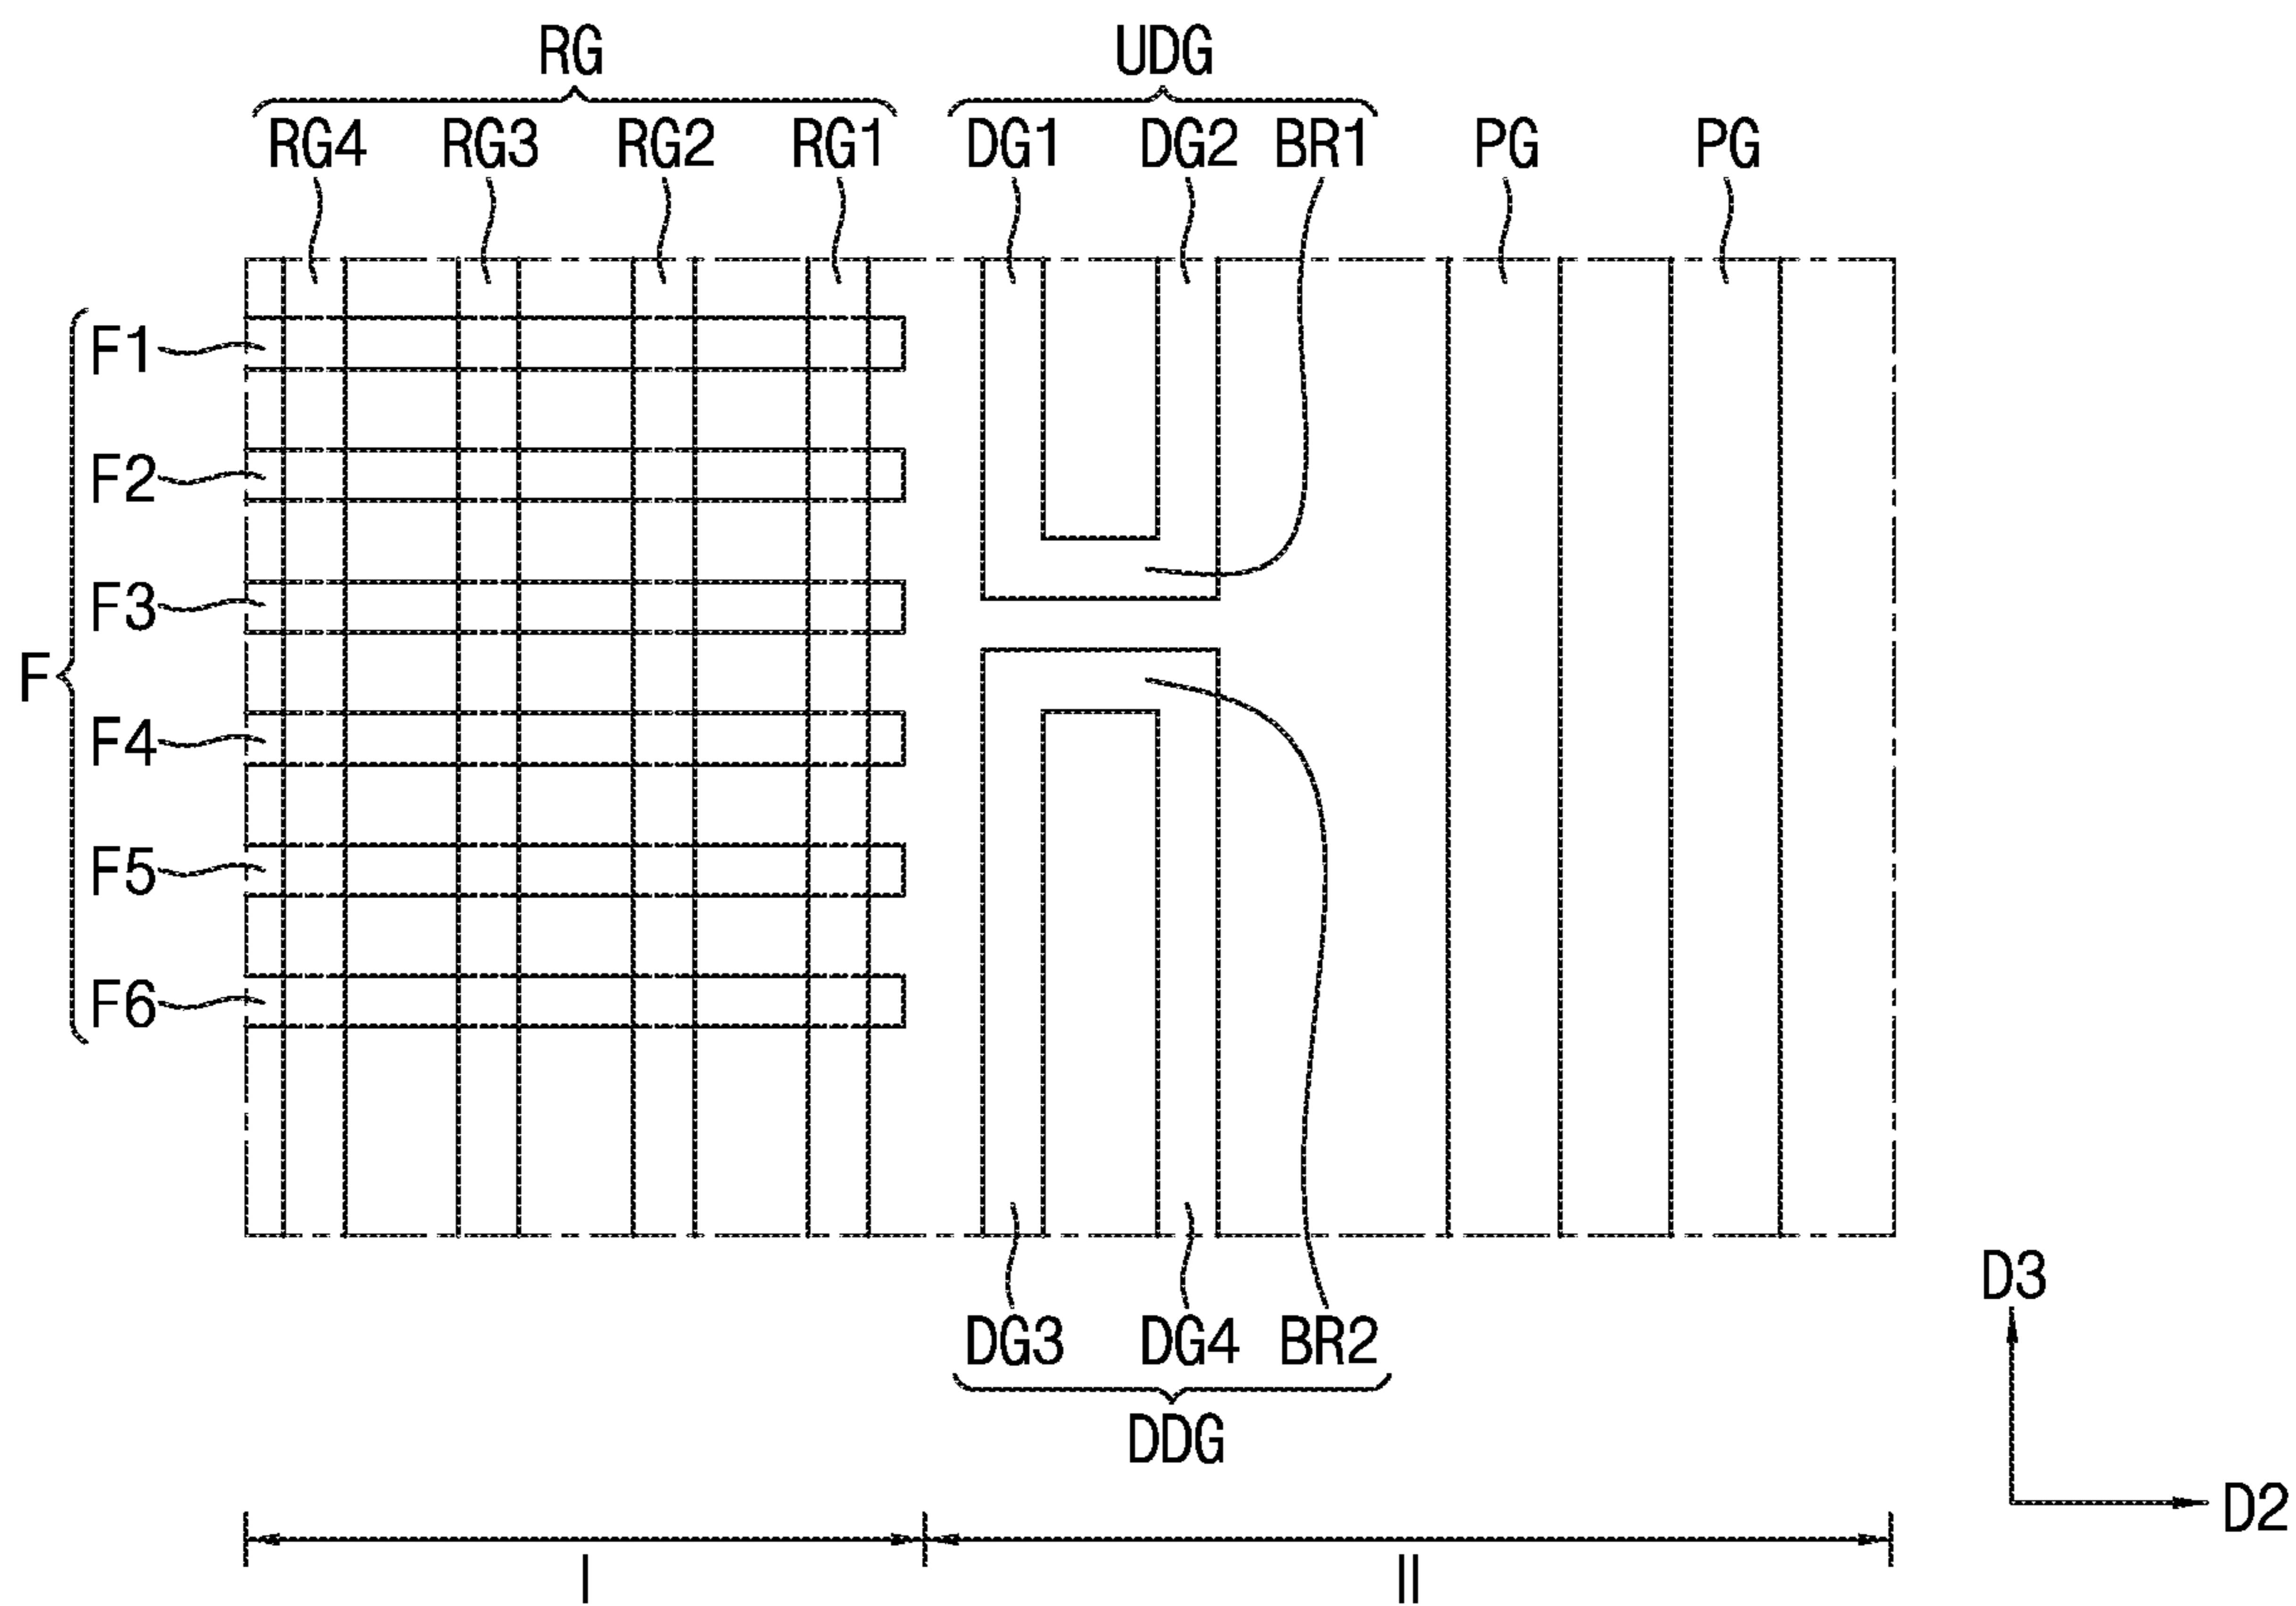 RG UDG
RG4 RG3 RG2 RG1 DG1 DG2 BR1 PG PG
F1
F2
F3
F
F4
F5
F6
D3
DG3 DG4 BR2
DDG
D2
I II